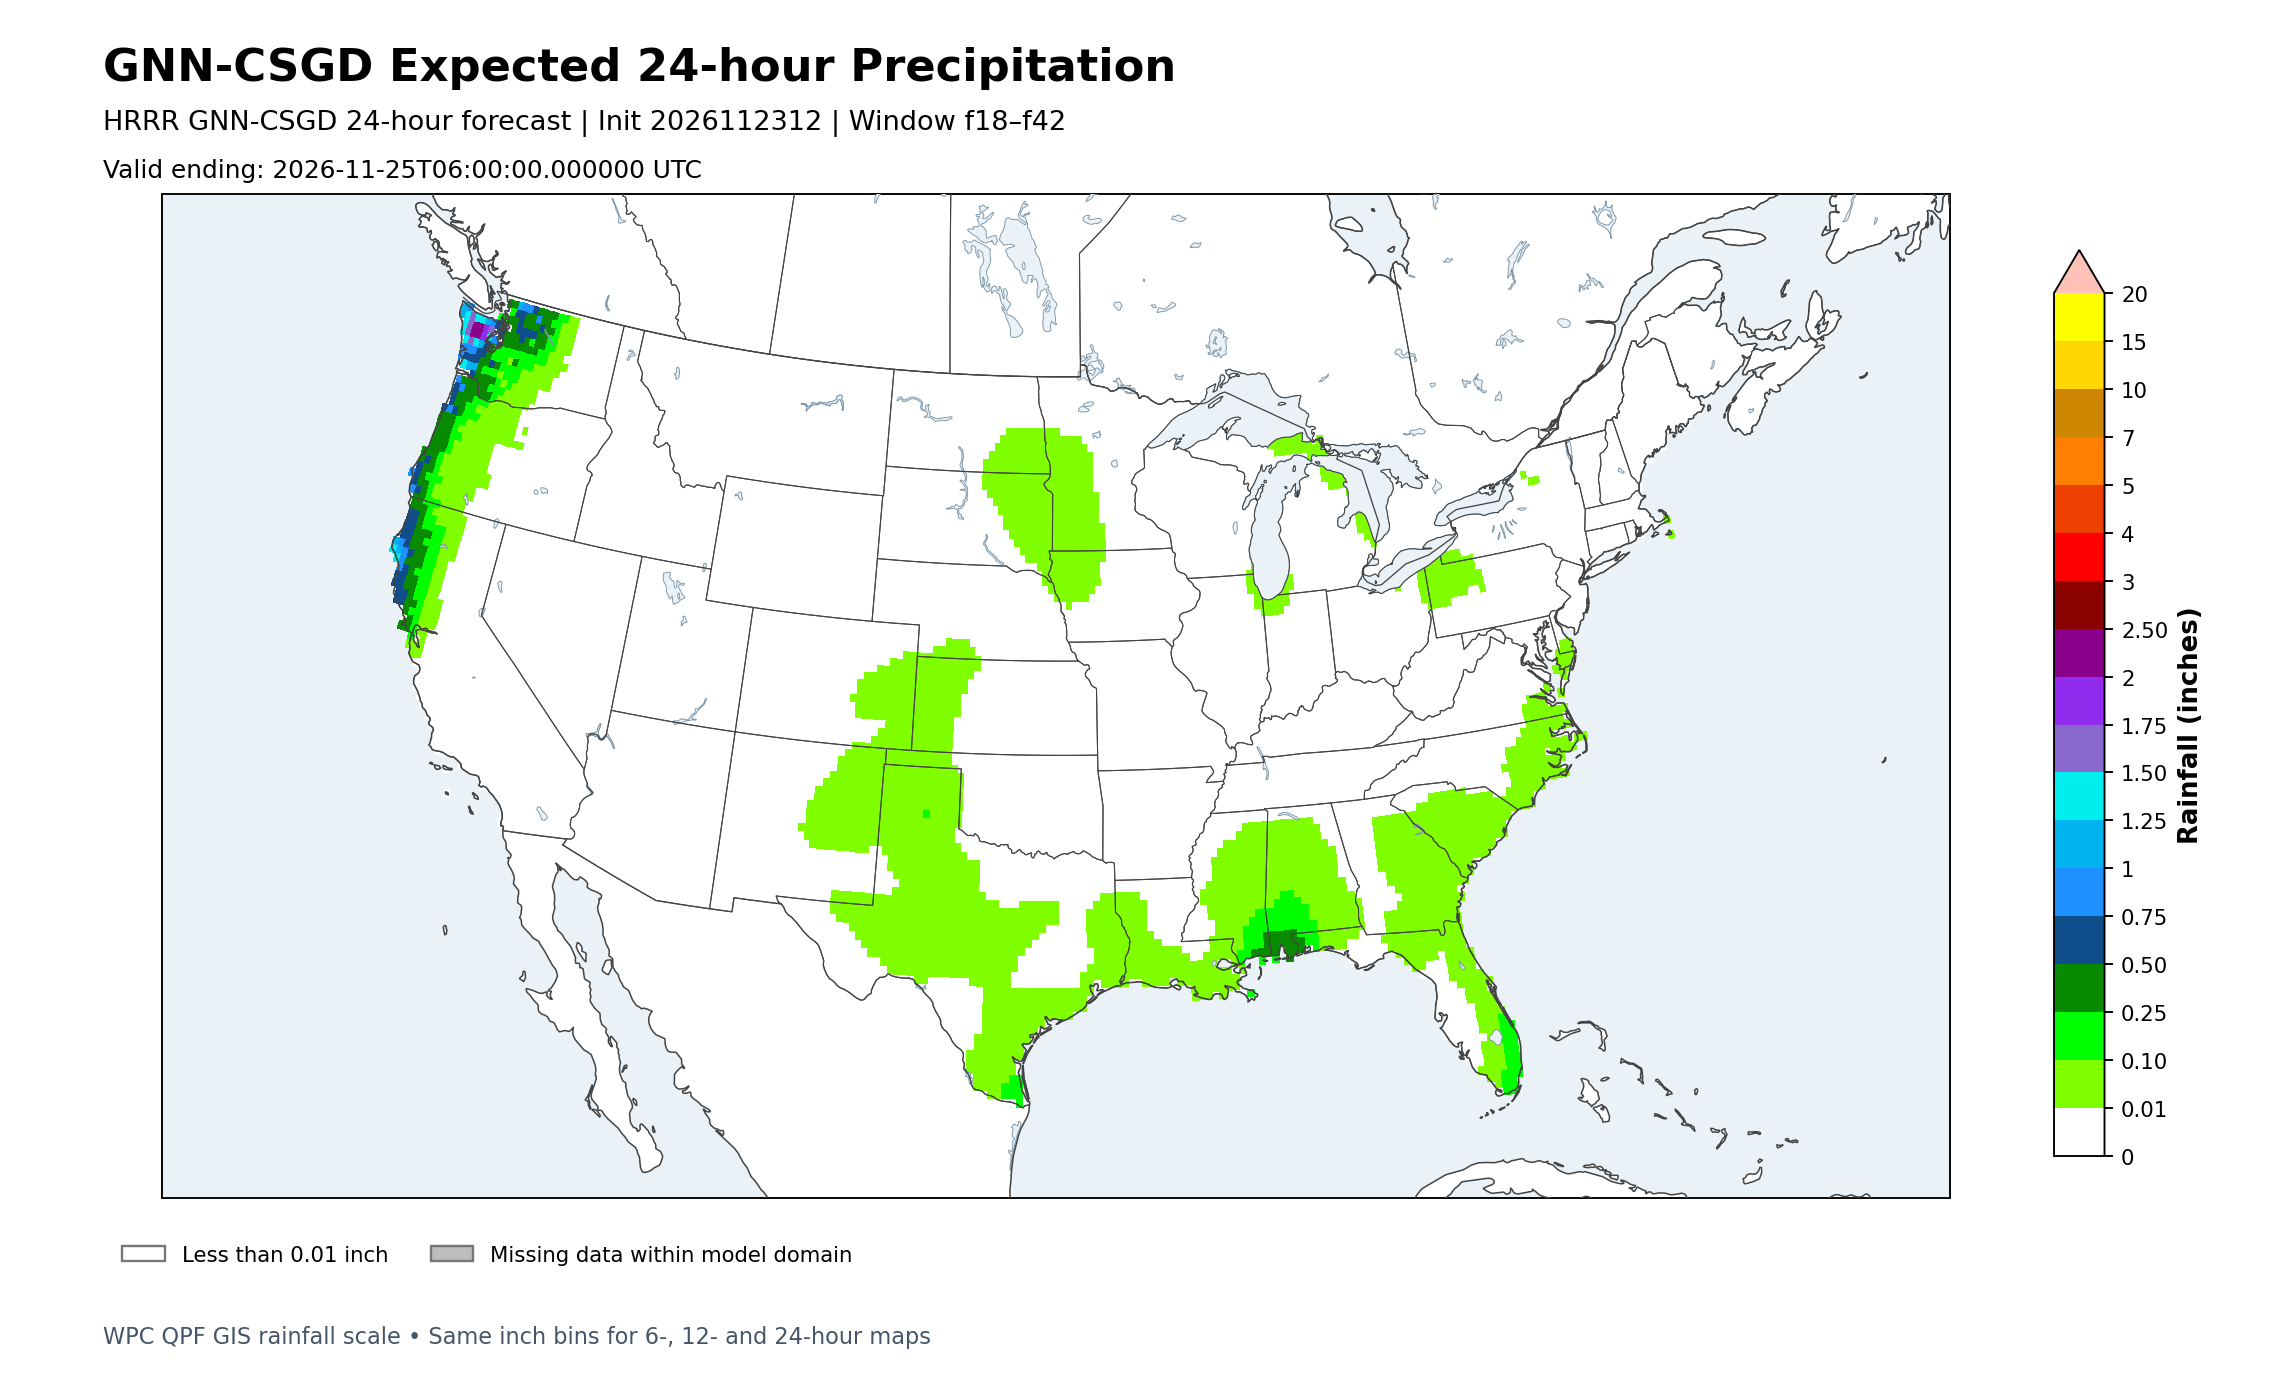 GNN-CSGD Expected 24-hour Precipitation
HRRR GNN-CSGD 24-hour forecast | Init 2026112312 | Window f18–f42
Valid ending: 2026-11-25T06:00:00.000000 UTC
20
15
10
7
5
4
3
2.50
2
1.75
1.50
1.25
1
0.75
0.50
0.25
0.10
0.01
0
Rainfall (inches)
Less than 0.01 inch
Missing data within model domain
WPC QPF GIS rainfall scale • Same inch bins for 6-, 12- and 24-hour maps